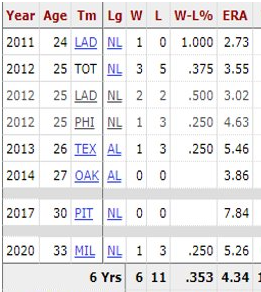 Year Age Tm Lg W L W-L% ERA
2011 24 LAD NL 1 0 1.000 2.73
2012 25 TOT NL 3 5 .375 3.55
2012 25 LAD NL 2 2 .500 3.02
2012 25 PHI NL 1 3 .250 4.63
2013 26 TEX AL 1 3 .250 5.46
2014 27 OAK AL 0 0 3.86
2017 30 PIT NL 0 0 7.84
2020 33 MIL NL 1 3 .250 5.26
6 Yrs 6 11 .353 4.34